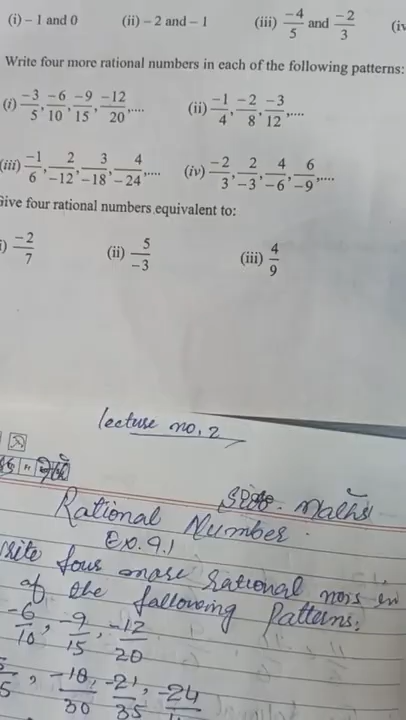 (i) – 1 and 0 (ii) – 2 and – 1 (iii) -4/5 and -2/3 (iv
Write four more rational numbers in each of the following patterns:
(i) -3/5, -6/10, -9/15, -12/20, .... (ii) -1/4, -2/8, -3/12, ....
(iii) -1/6, 2/-12, 3/-18, 4/-24, .... (iv) -2/3, 2/-3, 4/-6, 6/-9, ....
Give four rational numbers equivalent to:
i) -2/7 (ii) 5/-3 (iii) 4/9
lecture no. 2
Maths
Rational Number.
Ex. 9.1
rite four more rational no's in
of the following Patterns:
-6/10, -9/15, -12/20
-18/30, -21/35, -24